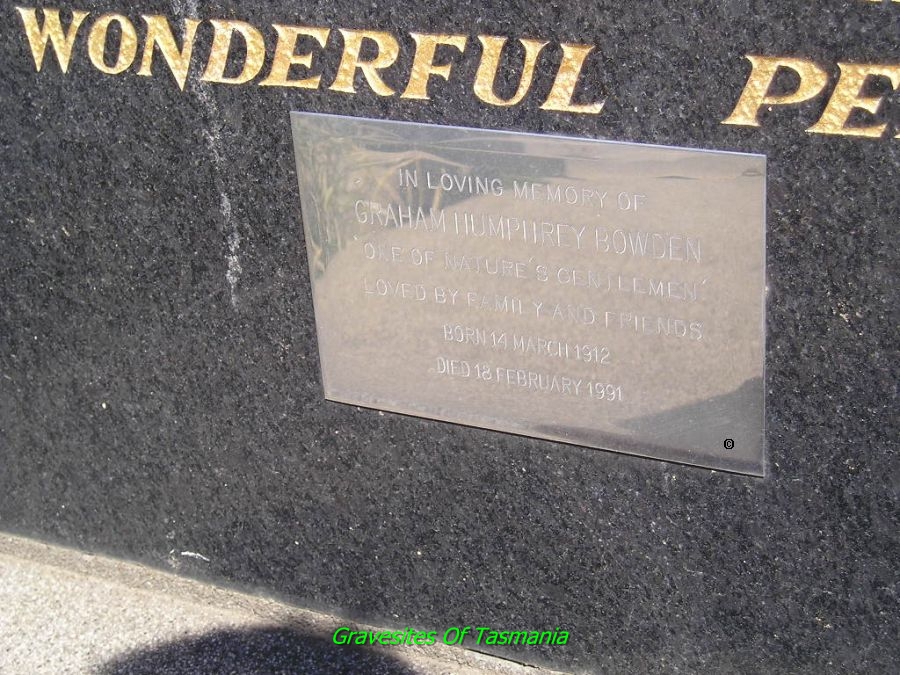 WONDERFUL PE
IN LOVING MEMORY OF
GRAHAM HUMPHREY BOWDEN
'ONE OF NATURE'S GENTLEMEN'
LOVED BY FAMILY AND FRIENDS
BORN 14 MARCH 1912
DIED 18 FEBRUARY 1991
©
Gravesites Of Tasmania